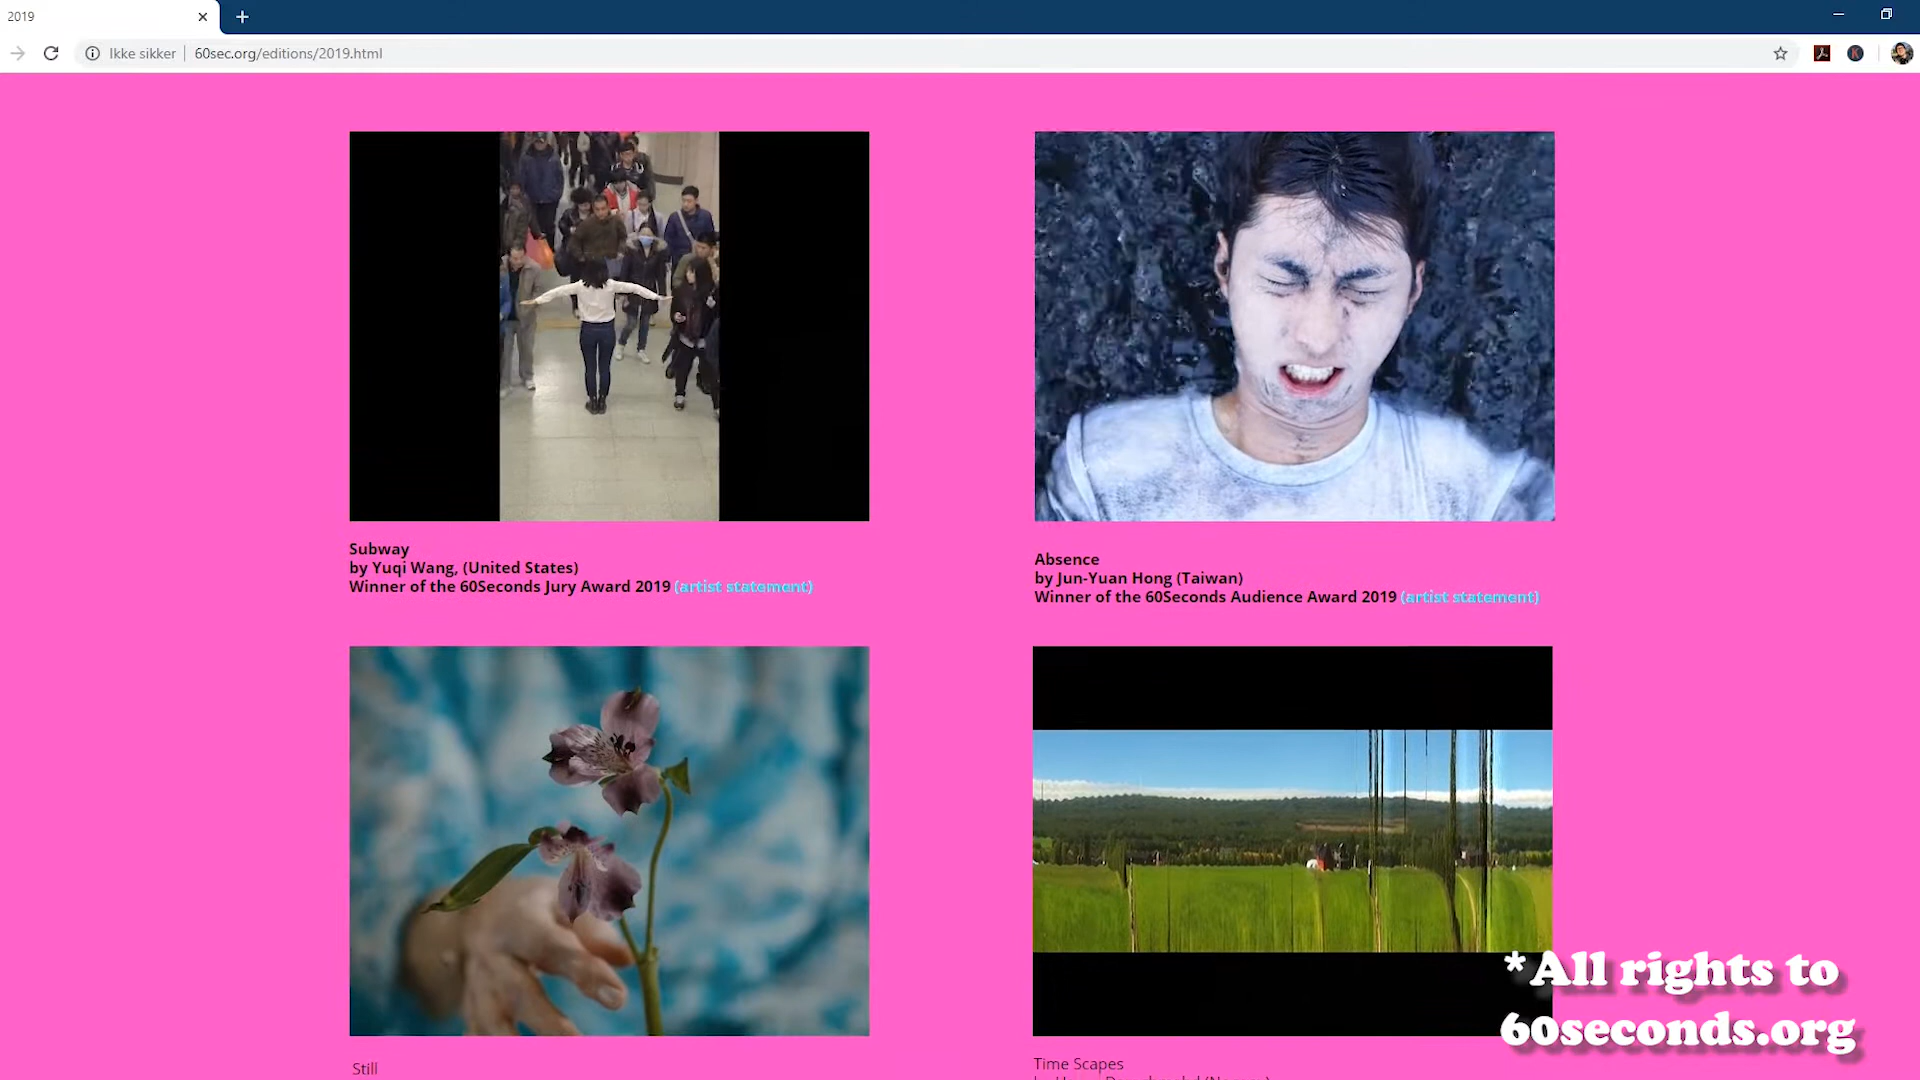 2019
Ikke sikker
60sec.org/editions/2019.html
Subway
by Yuqi Wang, (United States)
Winner of the 60Seconds Jury Award 2019 (artist statement)
Absence
by Jun-Yuan Hong (Taiwan)
Winner of the 60Seconds Audience Award 2019 (artist statement)
Still
Time Scapes
*All rights to
60seconds.org